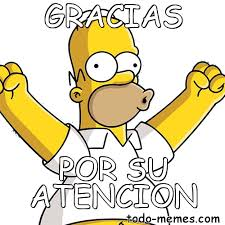 GRACIAS
POR SU
ATENCION
todo-memes.com